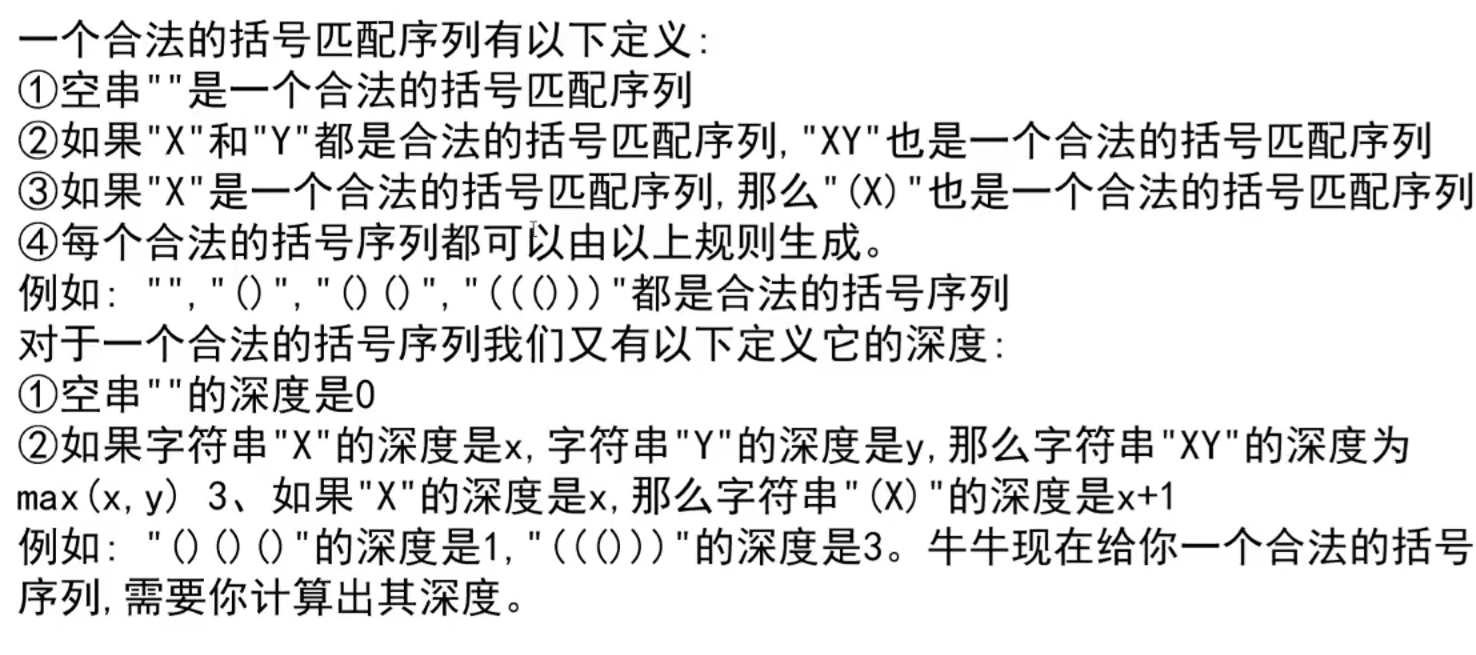 一个合法的括号匹配序列有以下定义:
①空串""是一个合法的括号匹配序列
②如果"X"和"Y"都是合法的括号匹配序列,"XY"也是一个合法的括号匹配序列
③如果"X"是一个合法的括号匹配序列,那么"(X)"也是一个合法的括号匹配序列
④每个合法的括号序列都可以由以上规则生成。
例如: "","()","()()","((()))"都是合法的括号序列
对于一个合法的括号序列我们又有以下定义它的深度:
①空串""的深度是0
②如果字符串"X"的深度是x,字符串"Y"的深度是y,那么字符串"XY"的深度为
max(x,y) 3、如果"X"的深度是x,那么字符串"(X)"的深度是x+1
例如: "()()()"的深度是1,"((()))"的深度是3。牛牛现在给你一个合法的括号
序列,需要你计算出其深度。